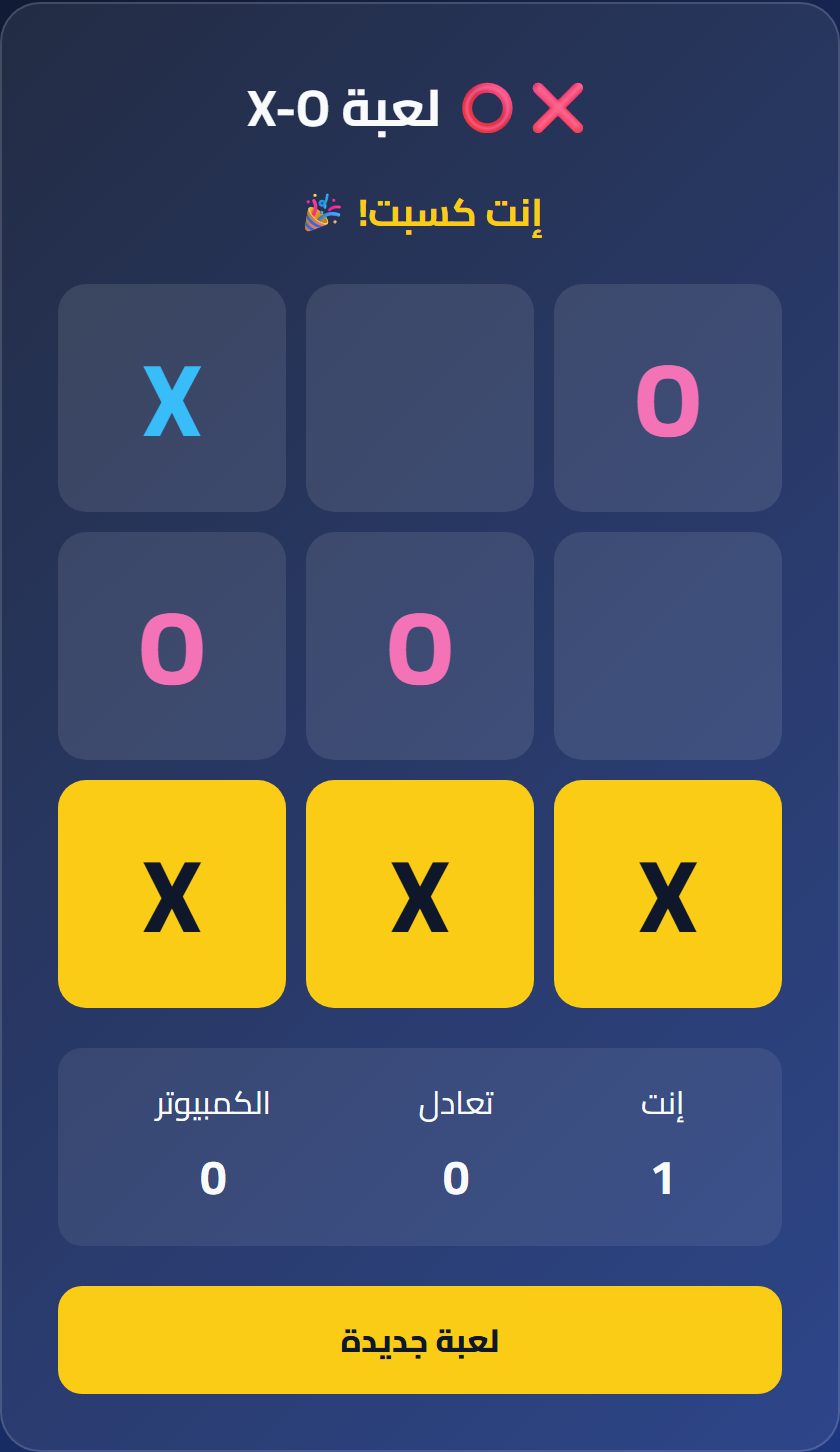 ❌⭕ لعبة X-O
إنت كسبت! 🎉
O X
O O
X X X
إنت تعادل الكمبيوتر
1 0 0
لعبة جديدة